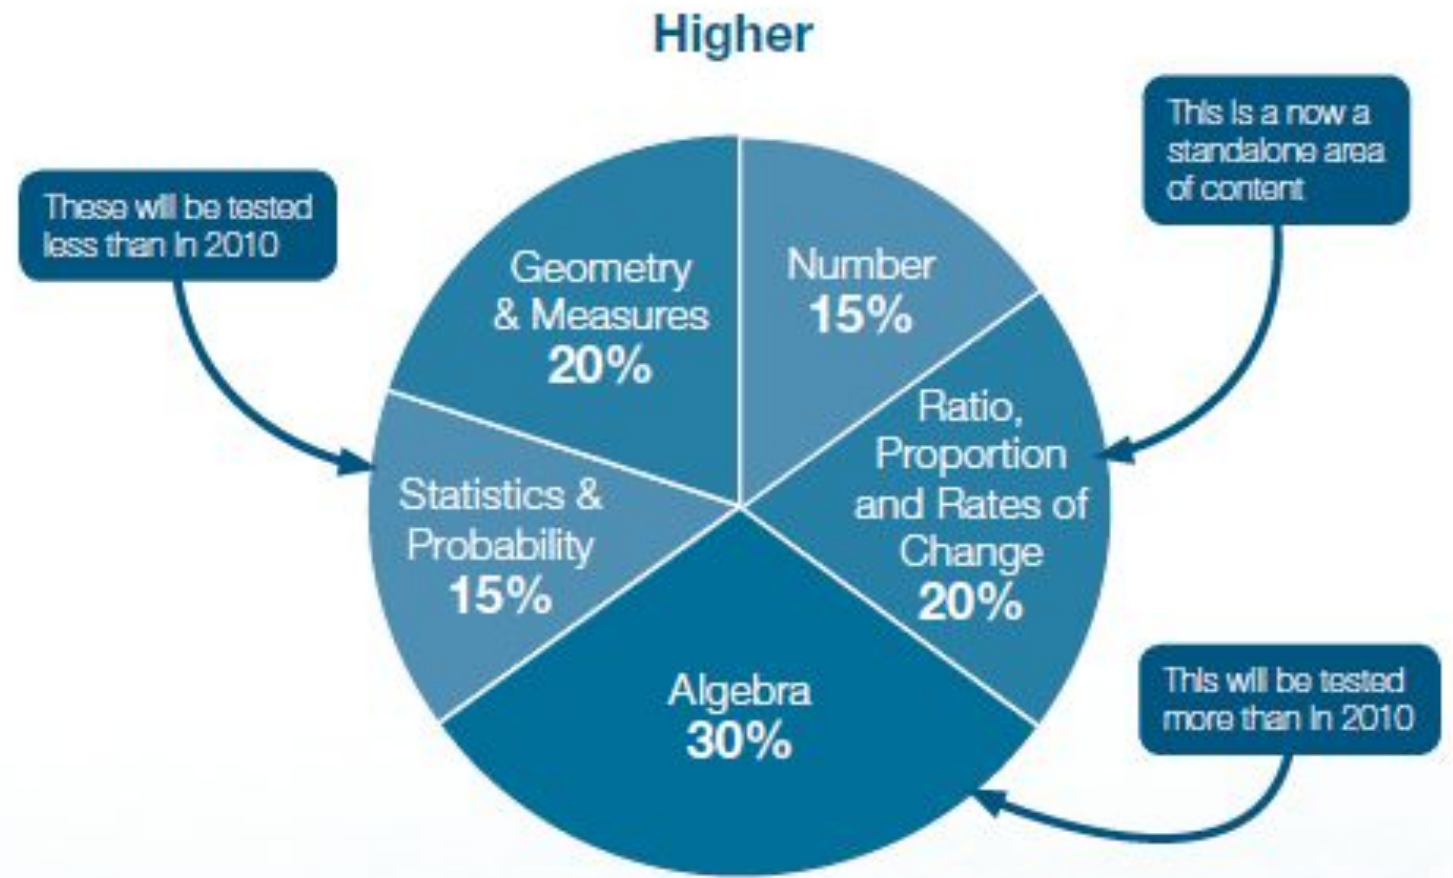 Higher
This is a now a
standalone area
of content
These will be tested
less than in 2010
Geometry
& Measures
20%
Number
15%
Ratio,
Proportion
and Rates of
Change
20%
Statistics &
Probability
15%
Algebra
30%
This will be tested
more than in 2010